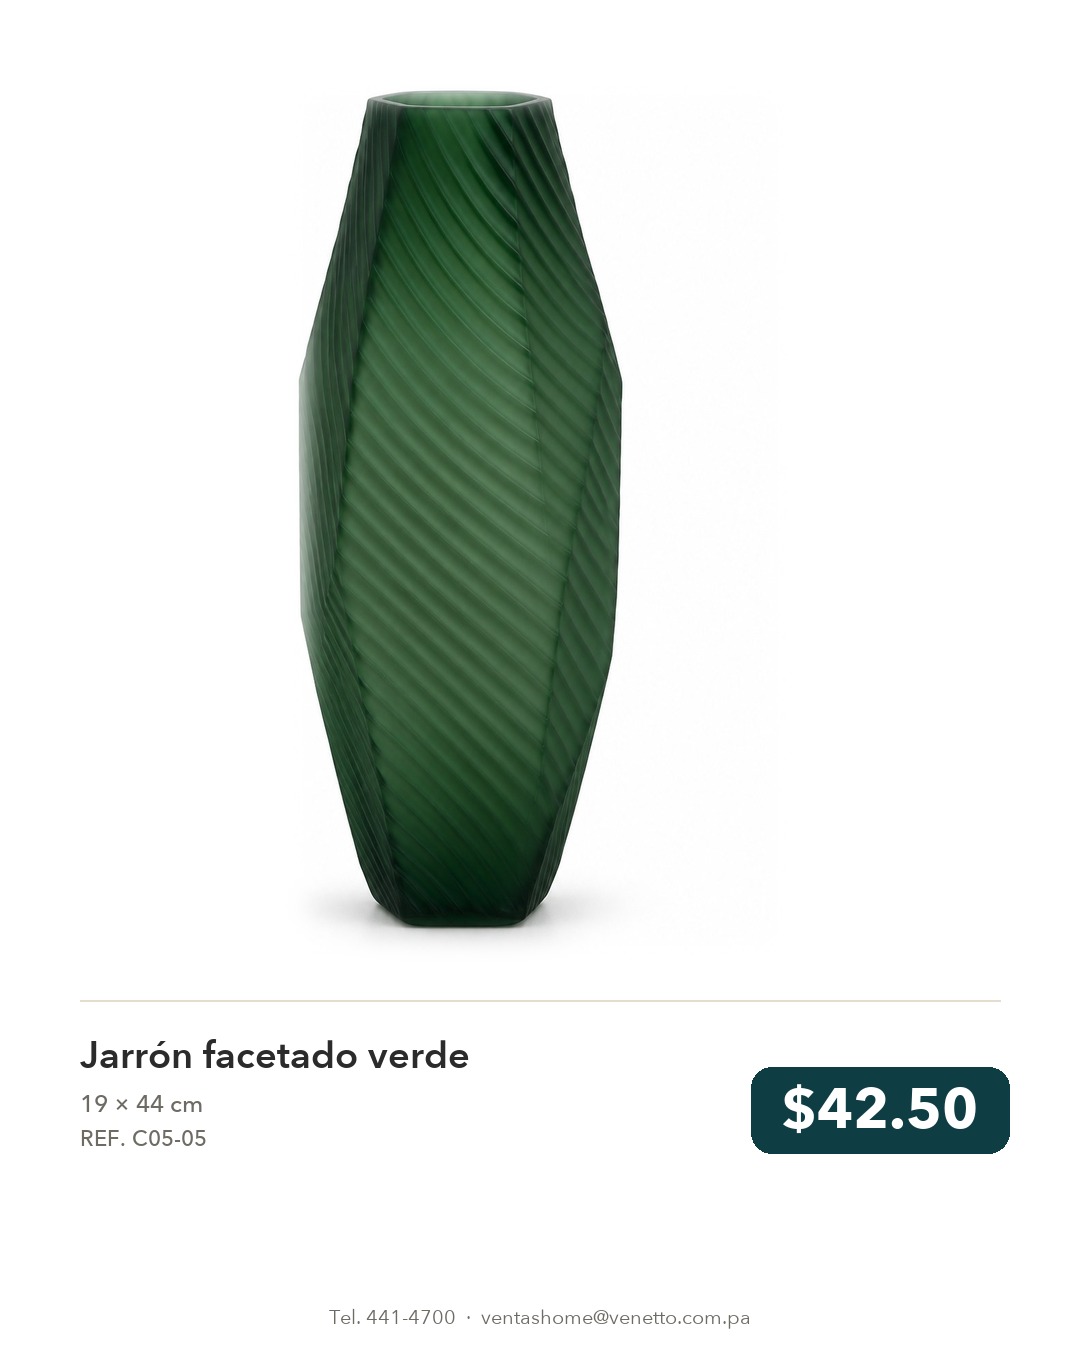 Jarrón facetado verde
19 × 44 cm
REF. C05-05
$42.50
Tel. 441-4700 · ventashome@venetto.com.pa